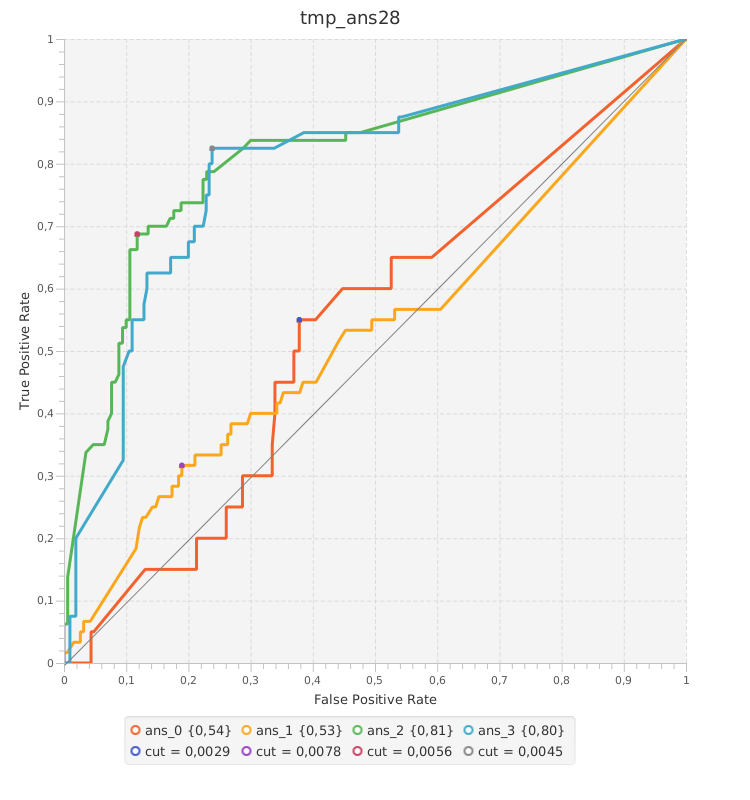 tmp_ans28
1
0,9
0,8
0,7
0,6
0,5
0,4
0,3
0,2
0,1
0
True Positive Rate
0 0,1 0,2 0,3 0,4 0,5 0,6 0,7 0,8 0,9 1
False Positive Rate
ans_0 {0,54} ans_1 {0,53} ans_2 {0,81} ans_3 {0,80}
cut = 0,0029 cut = 0,0078 cut = 0,0056 cut = 0,0045